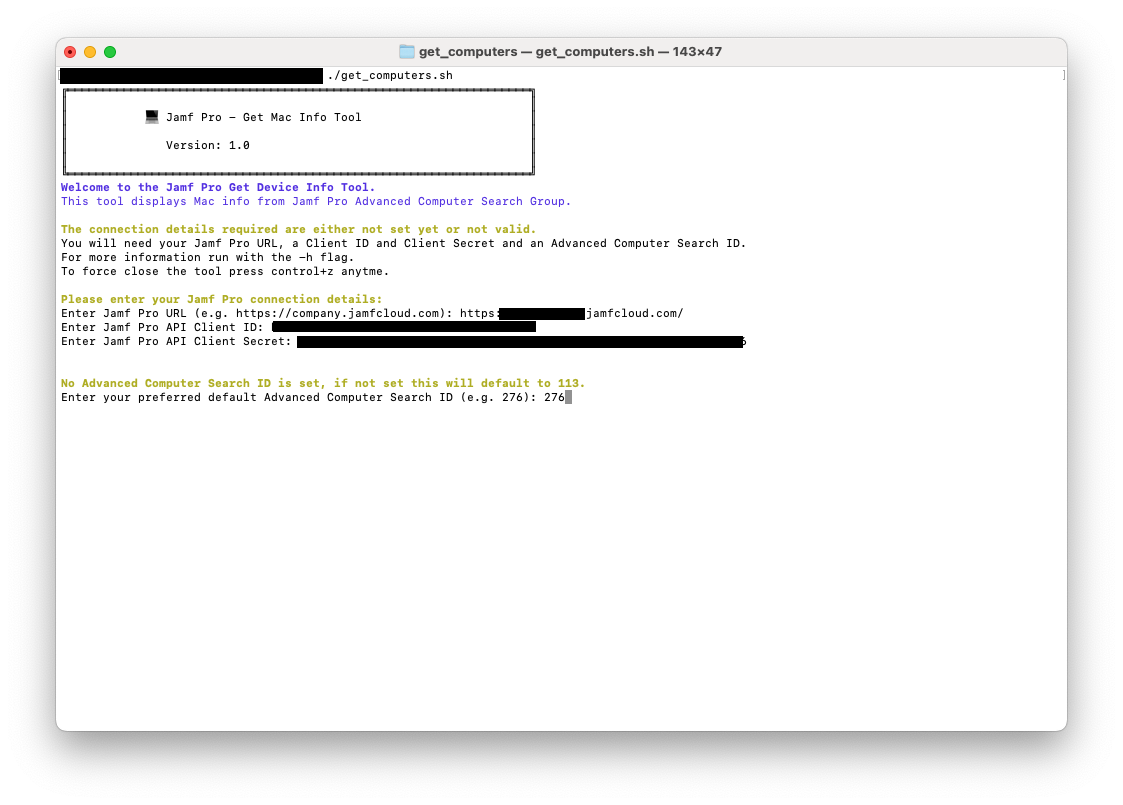 get_computers — get_computers.sh — 143×47
./get_computers.sh
Jamf Pro - Get Mac Info Tool
Version: 1.0
Welcome to the Jamf Pro Get Device Info Tool.
This tool displays Mac info from Jamf Pro Advanced Computer Search Group.
The connection details required are either not set yet or not valid.
You will need your Jamf Pro URL, a Client ID and Client Secret and an Advanced Computer Search ID.
For more information run with the -h flag.
To force close the tool press control+z anytme.
Please enter your Jamf Pro connection details:
Enter Jamf Pro URL (e.g. https://company.jamfcloud.com): https: jamfcloud.com/
Enter Jamf Pro API Client ID:
Enter Jamf Pro API Client Secret:
No Advanced Computer Search ID is set, if not set this will default to 113.
Enter your preferred default Advanced Computer Search ID (e.g. 276): 276